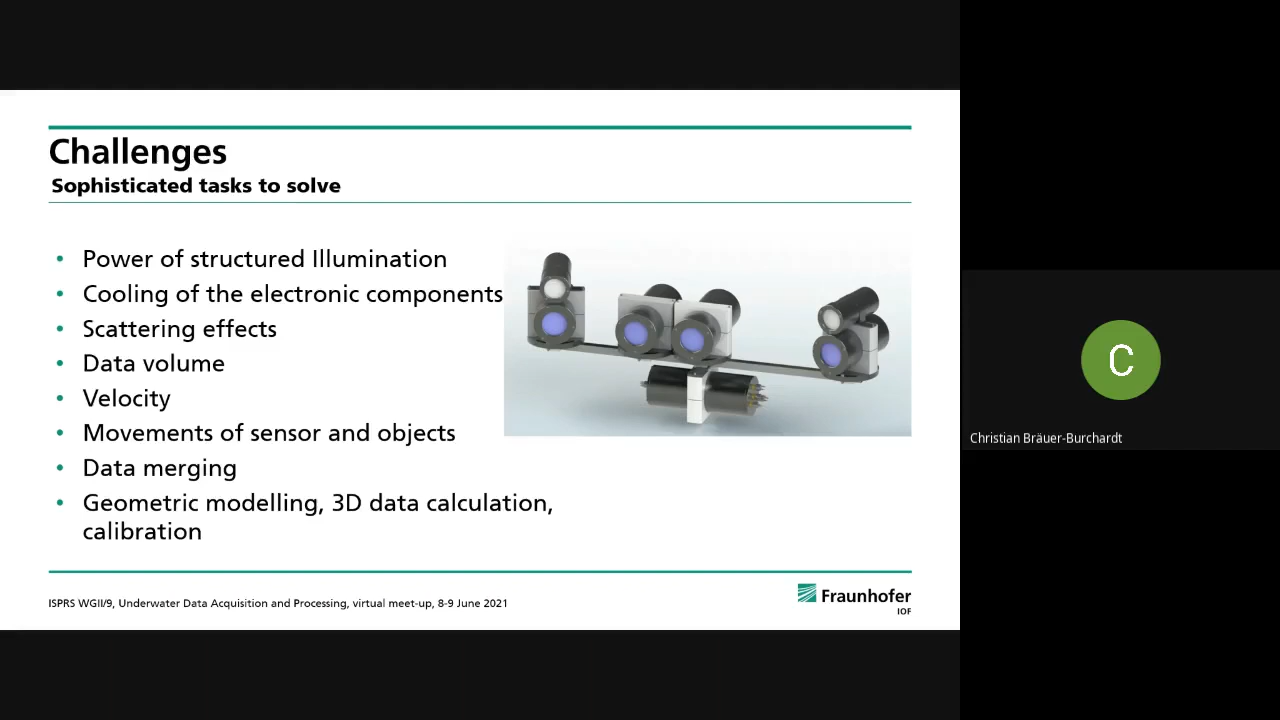 Challenges
Sophisticated tasks to solve
• Power of structured Illumination
• Cooling of the electronic components
• Scattering effects
• Data volume
• Velocity
• Movements of sensor and objects
• Data merging
• Geometric modelling, 3D data calculation,
calibration
ISPRS WGII/9, Underwater Data Acquisition and Processing, virtual meet-up, 8-9 June 2021
Fraunhofer
IOF
C
Christian Bräuer-Burchardt